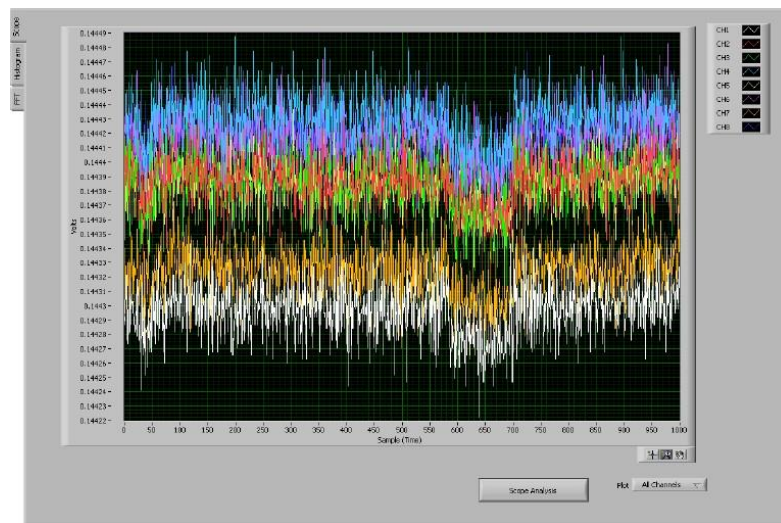 Scope
Histogram
FFT
0.14449
0.14448
0.14447
0.14446
0.14445
0.14444
0.14443
0.14442
0.14441
0.1444
0.14439
0.14438
0.14437
0.14436
0.14435
0.14434
0.14433
0.14432
0.14431
0.1443
0.14429
0.14428
0.14427
0.14426
0.14425
0.14424
0.14423
0.14422
Volts
0 50 100 150 200 250 300 350 400 450 500 550 600 650 700 750 800 850 900 950 1000
Sample (Time)
CH1
CH2
CH3
CH4
CH5
CH6
CH7
CH8
Scope Analysis
Plot All Channels